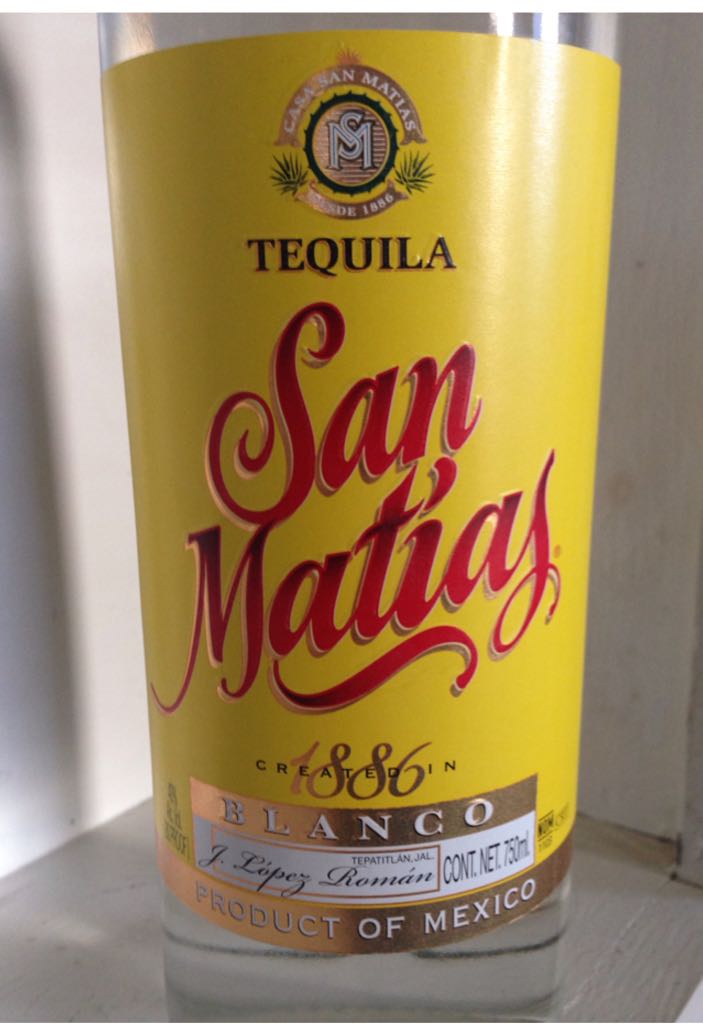 CASA SAN MATIAS
SM
DESDE 1886
TEQUILA
San
Matías
CREATED IN
1886
BLANCO
TEPATITLÁN, JAL.
J. López Román
CONT. NET. 750ml.
NOM
PRODUCT OF MEXICO